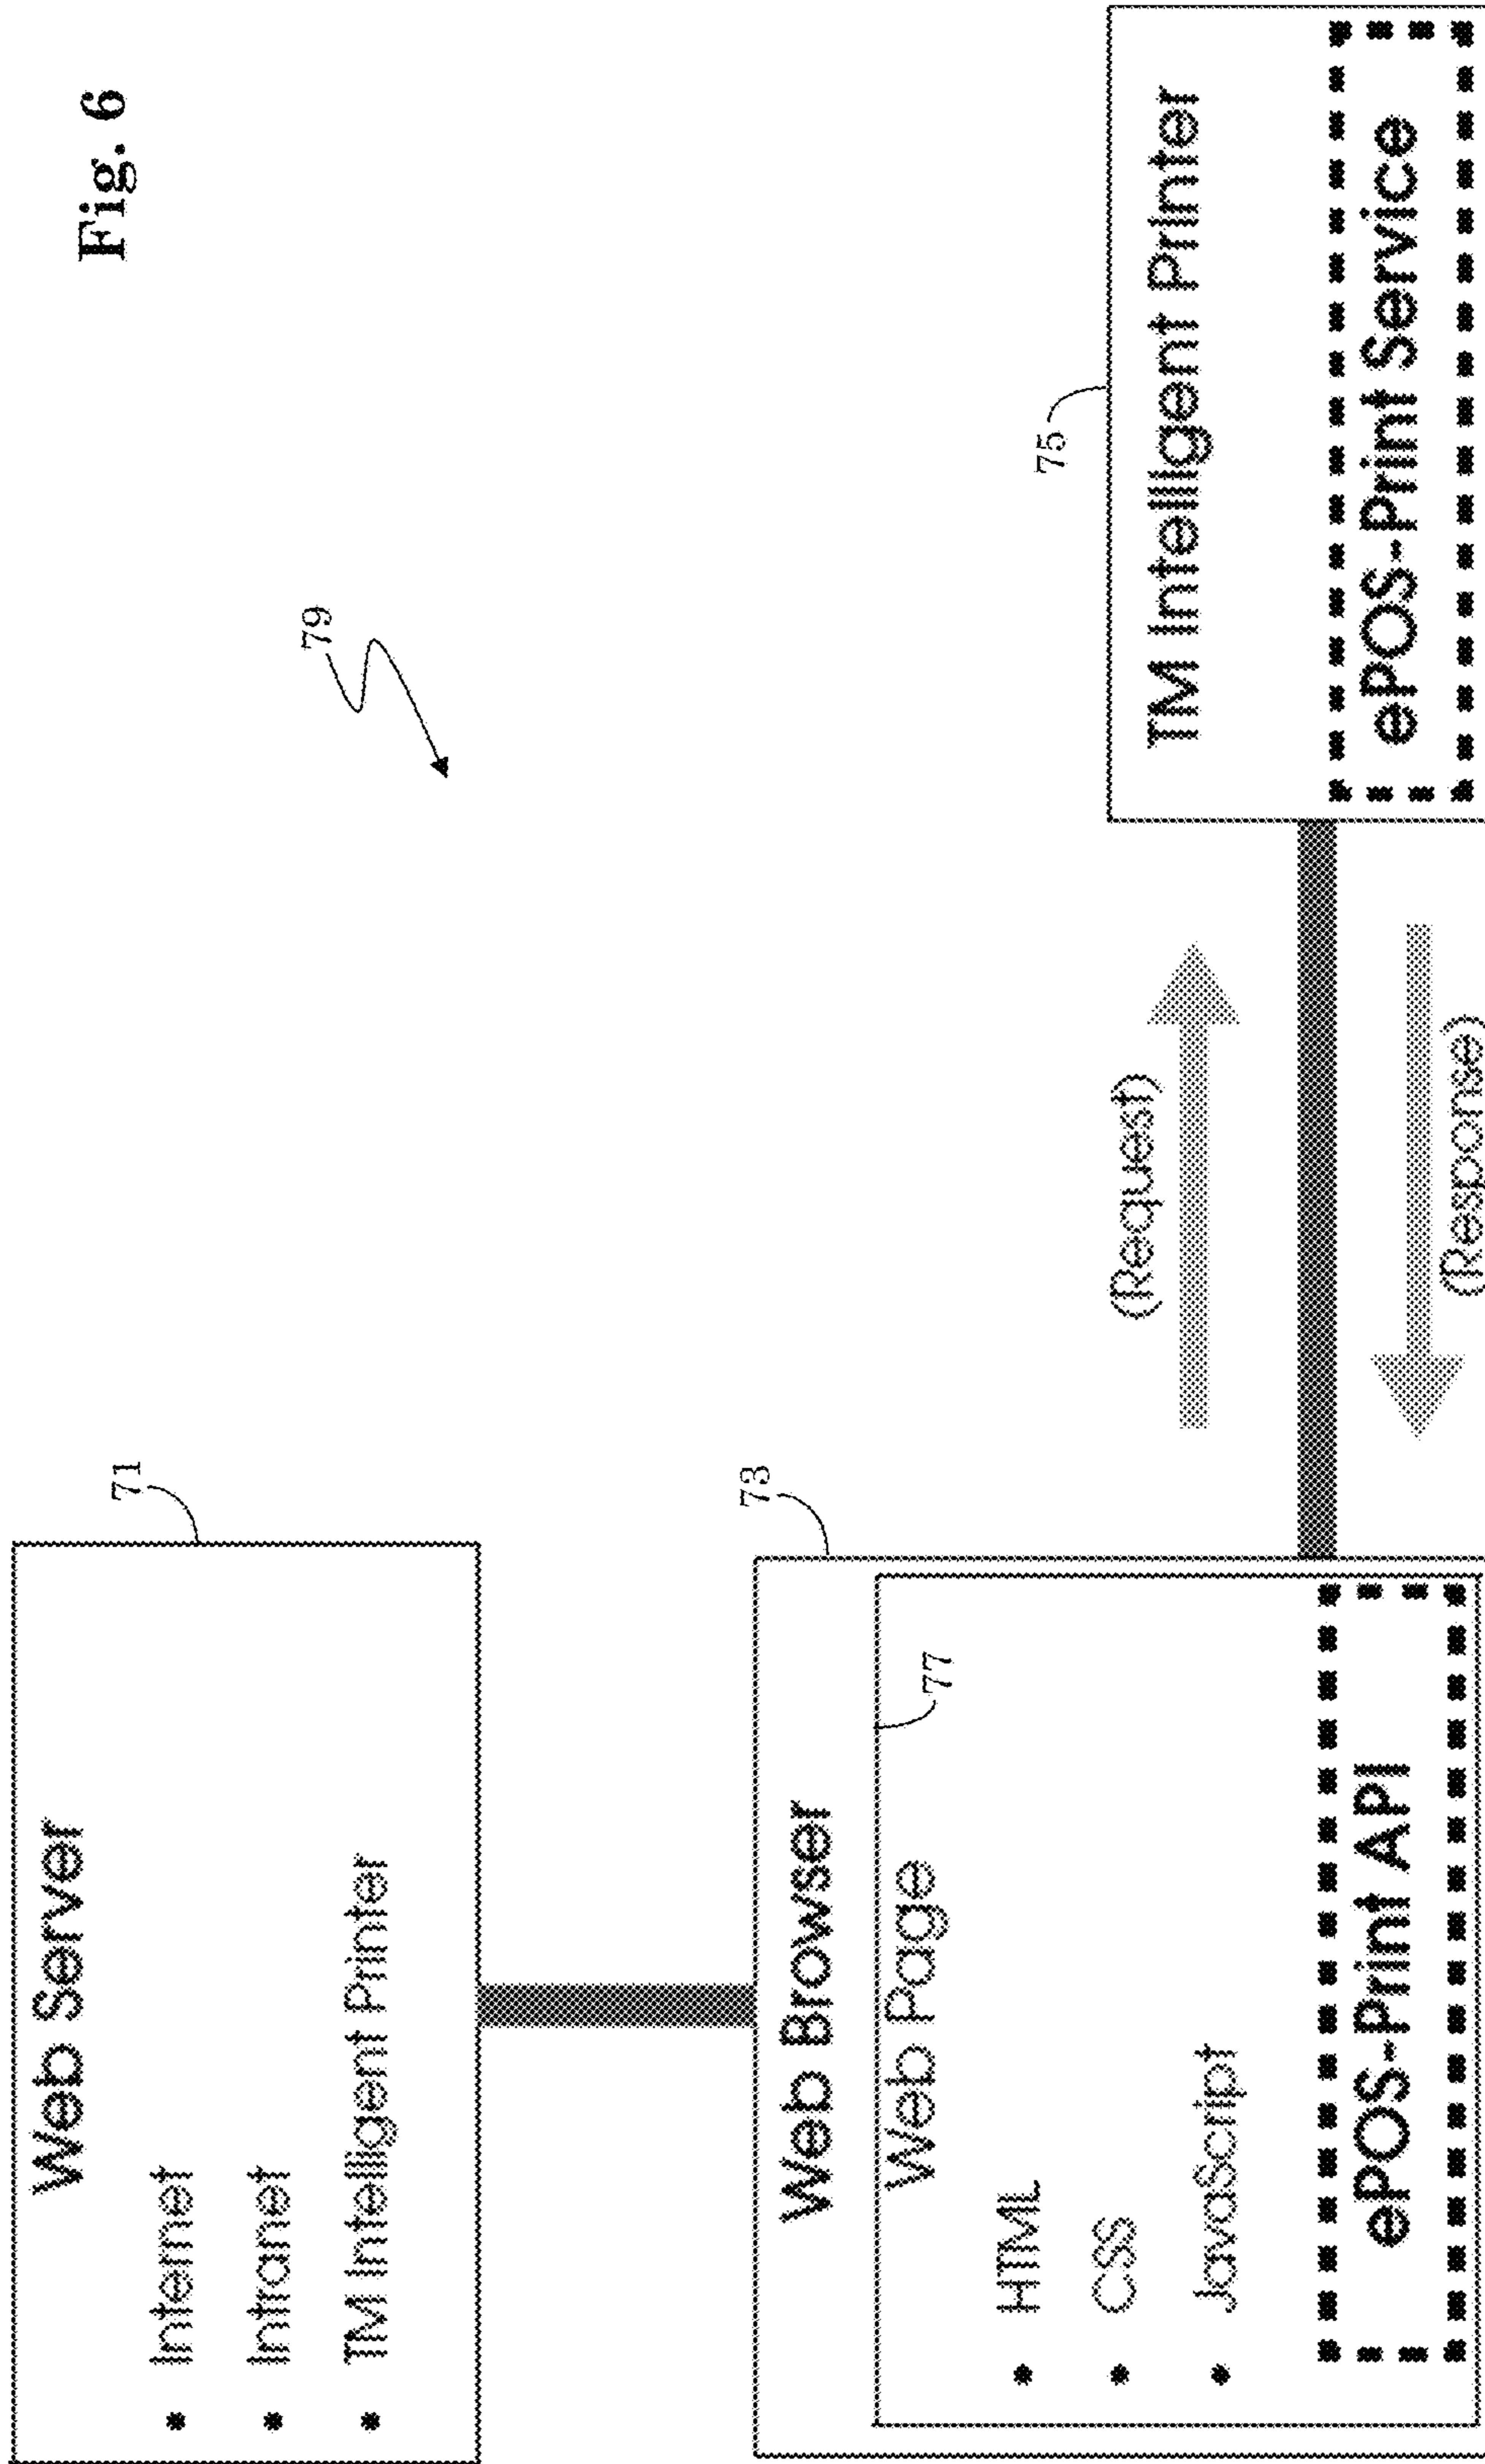 Fig. 6
79
71
Web Server
• Internet
• Intranet
• TM Intelligent Printer
73
Web Browser
77
Web Page
• HTML
• CSS
• JavaScript
ePOS-Print API
(Request)
(Response)
75
TM Intelligent Printer
ePOS-Print Service